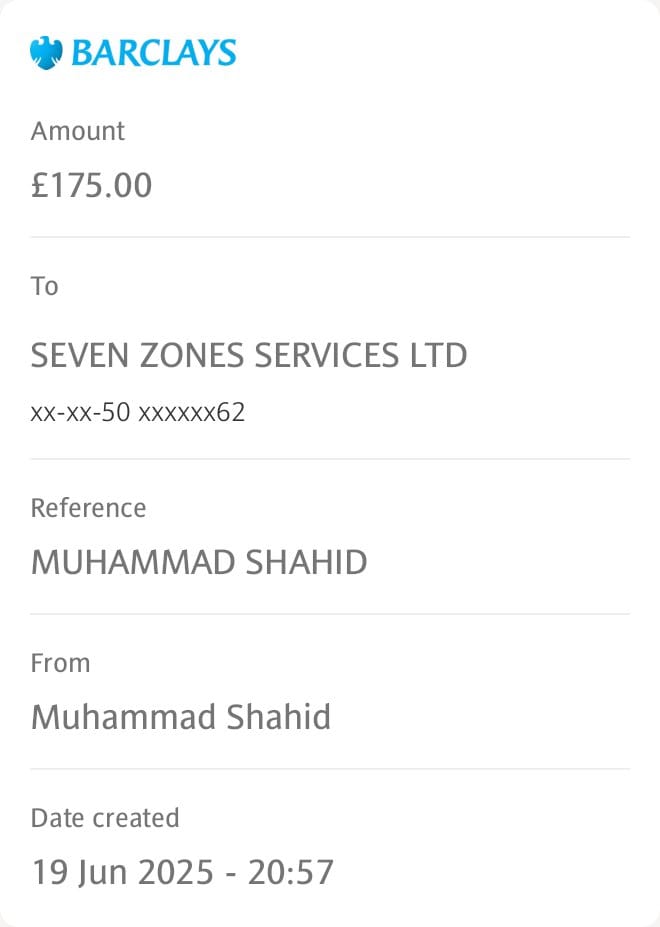 BARCLAYS
Amount
£175.00
To
SEVEN ZONES SERVICES LTD
xx-xx-50 xxxxxx62
Reference
MUHAMMAD SHAHID
From
Muhammad Shahid
Date created
19 Jun 2025 - 20:57